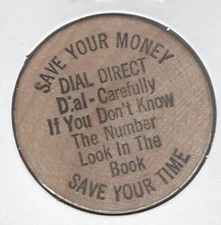 SAVE YOUR MONEY
DIAL DIRECT
Dial - Carefully
If You Don't Know
The Number
Look In The
Book
SAVE YOUR TIME